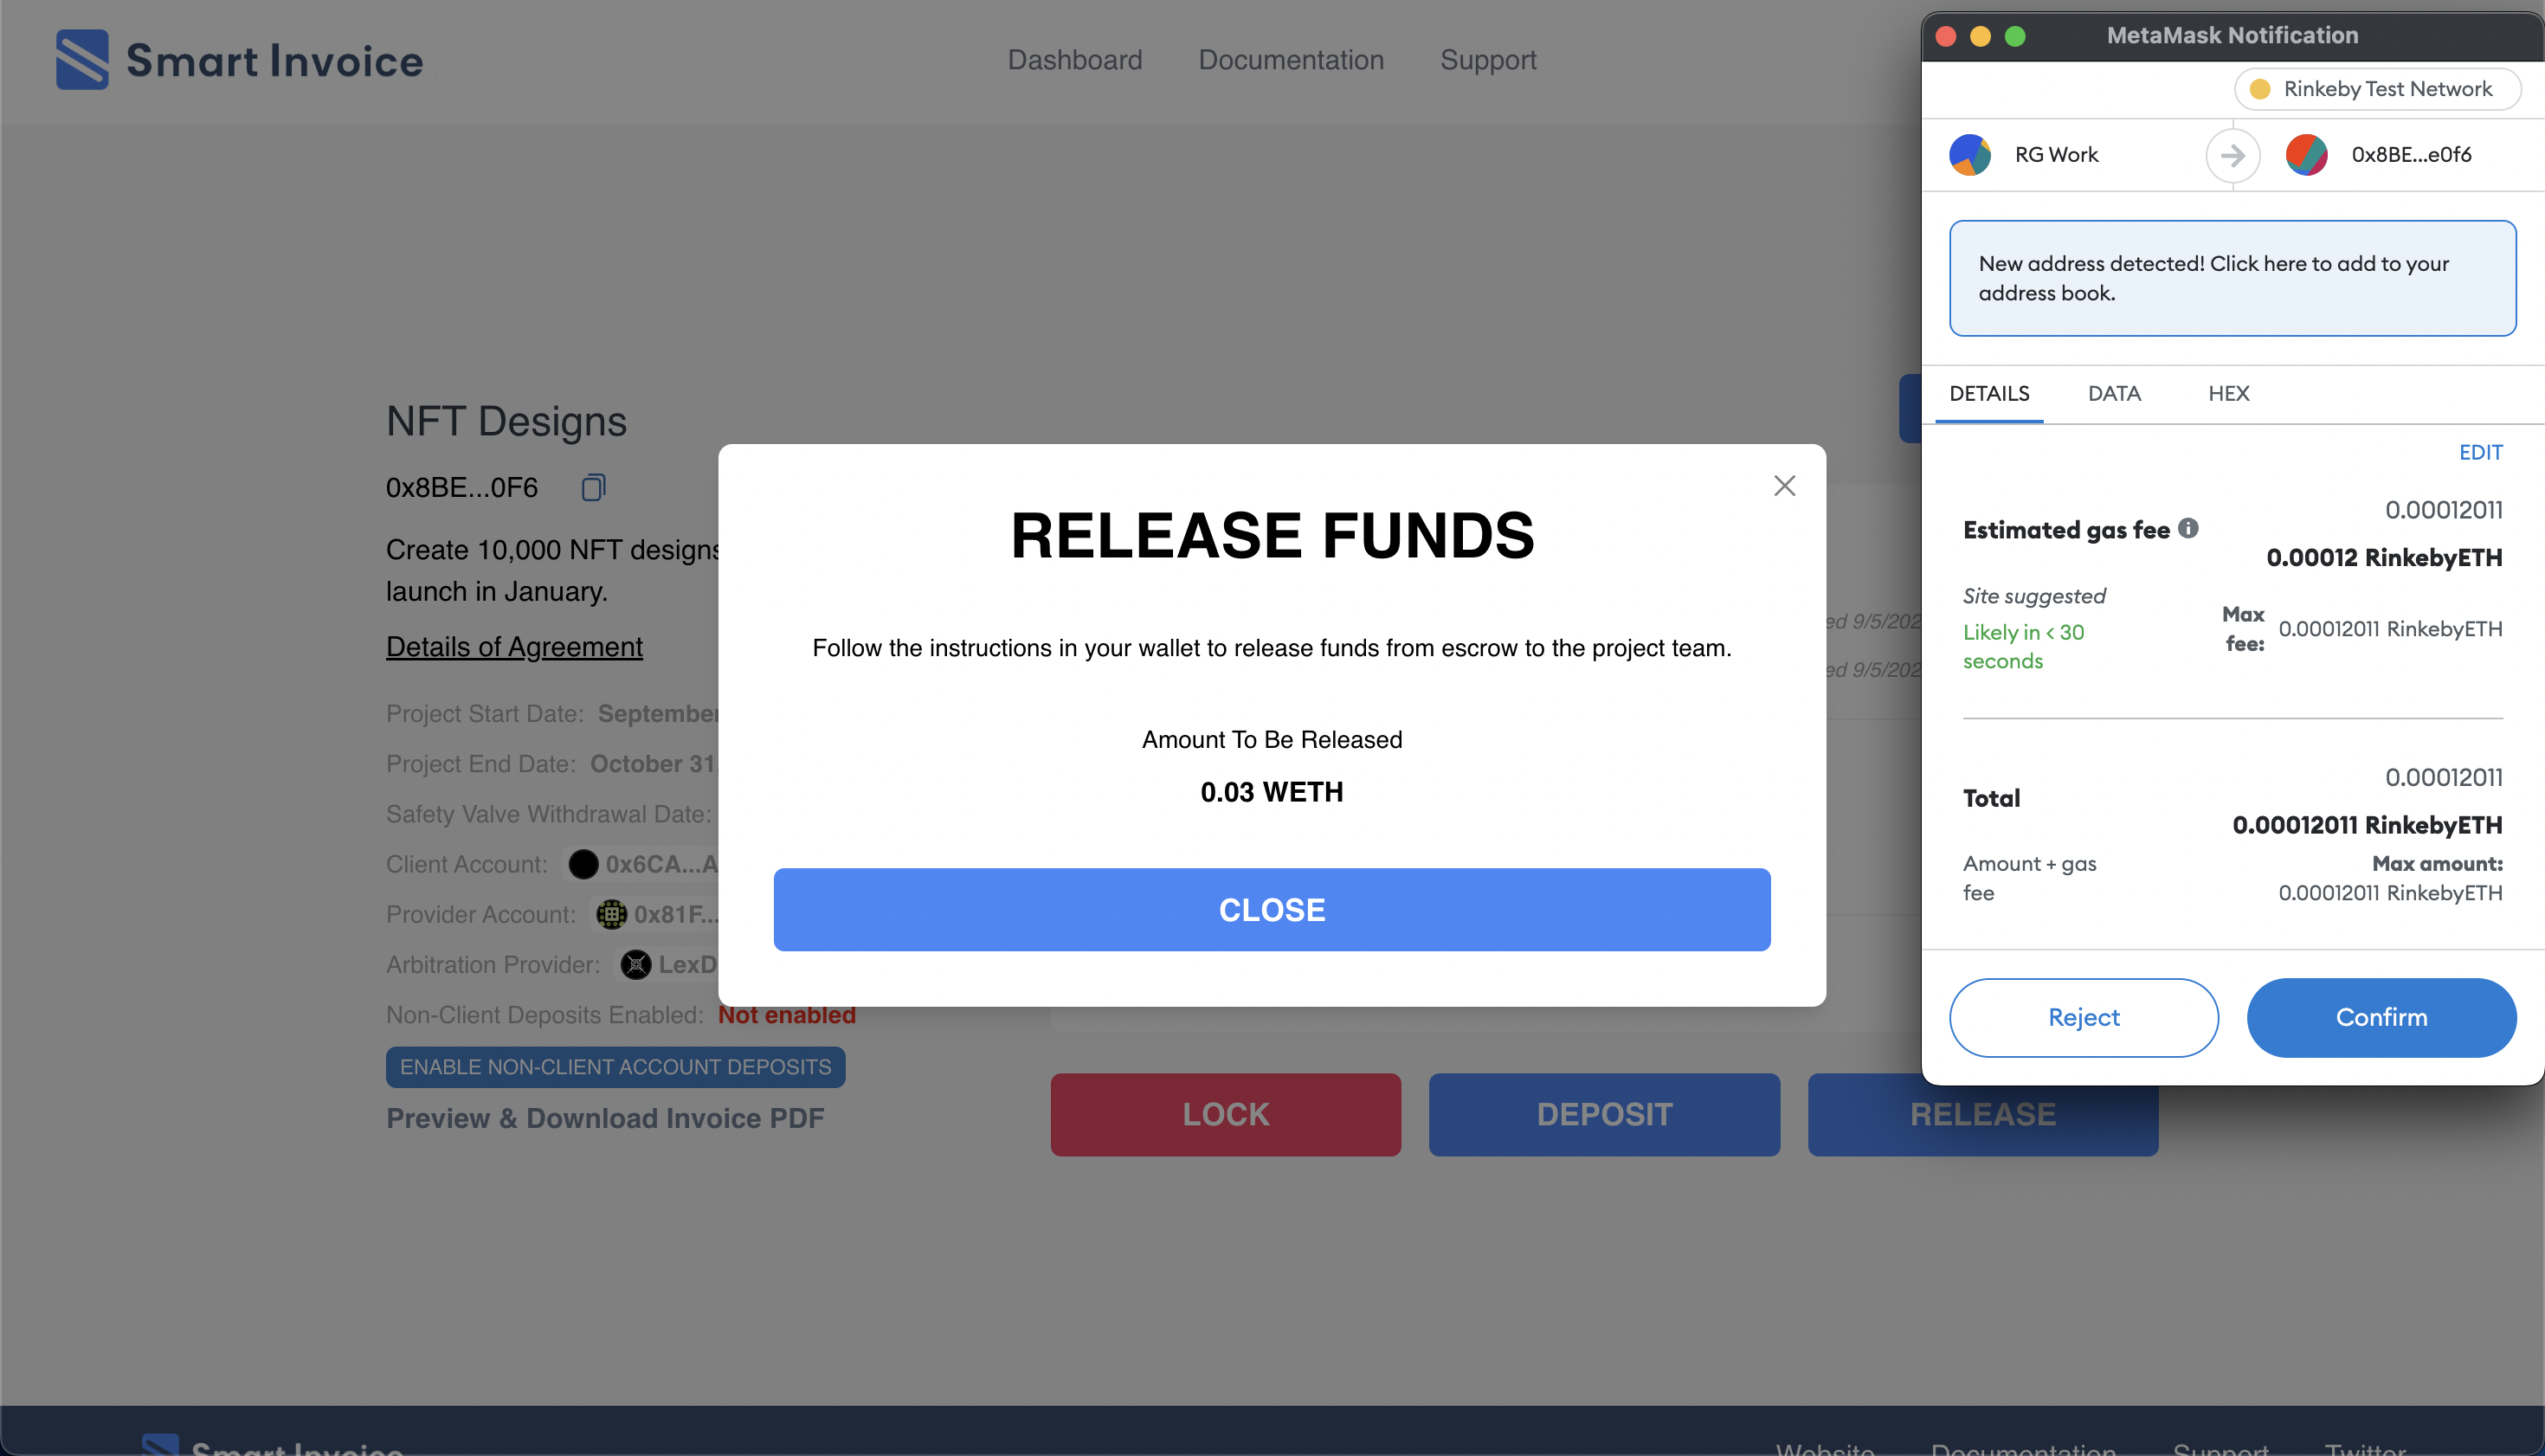 Smart Invoice
Dashboard
Documentation
Support
NFT Designs
0x8BE...0F6
Create 10,000 NFT designs
launch in January.
Details of Agreement
Project Start Date: September
Project End Date: October 31,
Safety Valve Withdrawal Date:
Client Account: 0x6CA...A
Provider Account: 0x81F...
Arbitration Provider: LexD
Non-Client Deposits Enabled: Not enabled
ENABLE NON-CLIENT ACCOUNT DEPOSITS
Preview & Download Invoice PDF
RELEASE FUNDS
Follow the instructions in your wallet to release funds from escrow to the project team.
Amount To Be Released
0.03 WETH
CLOSE
ed 9/5/202
ed 9/5/202
LOCK
DEPOSIT
RELEASE
MetaMask Notification
Rinkeby Test Network
RG Work
0x8BE...e0f6
New address detected! Click here to add to your
address book.
DETAILS
DATA
HEX
EDIT
0.00012011
Estimated gas fee
0.00012 RinkebyETH
Site suggested
Likely in < 30
seconds
Max
fee:
0.00012011 RinkebyETH
0.00012011
Total
0.00012011 RinkebyETH
Amount + gas
fee
Max amount:
0.00012011 RinkebyETH
Reject
Confirm
Smart Invoice
Website
Documentation
Support
Twitter